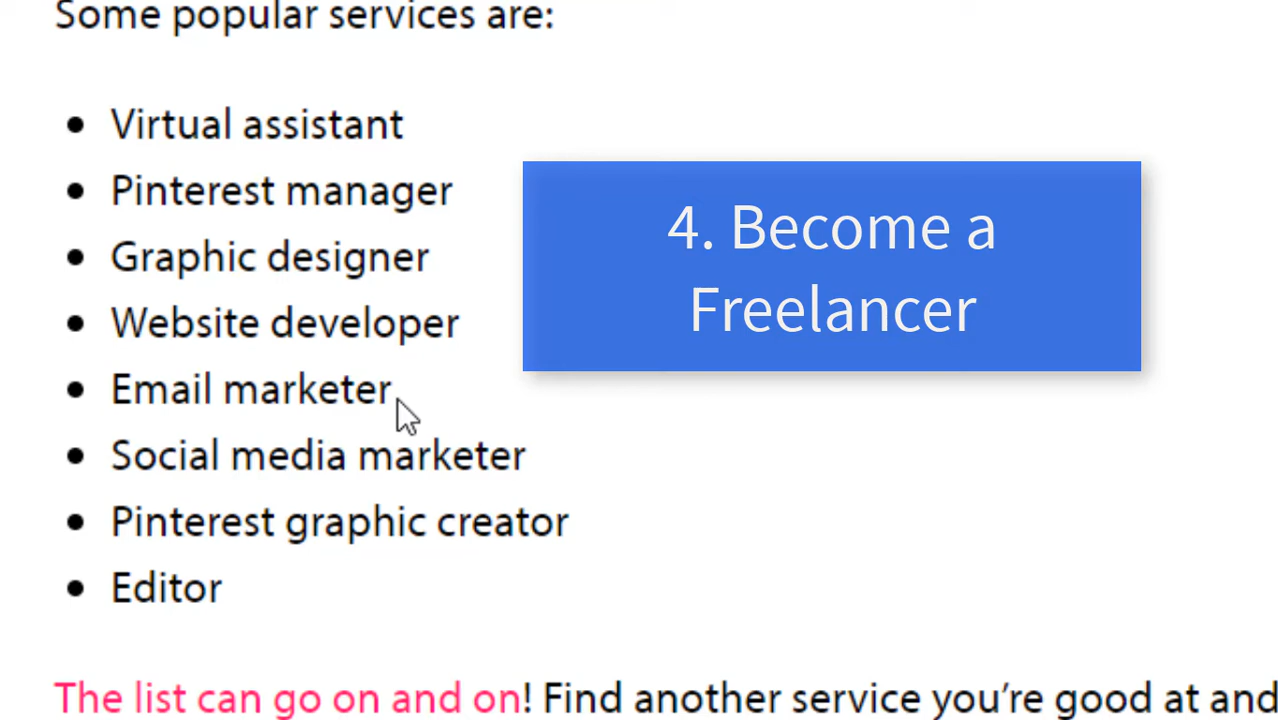 Some popular services are:
• Virtual assistant
• Pinterest manager
• Graphic designer
• Website developer
• Email marketer
• Social media marketer
• Pinterest graphic creator
• Editor
4. Become a
Freelancer
The list can go on and on! Find another service you’re good at and